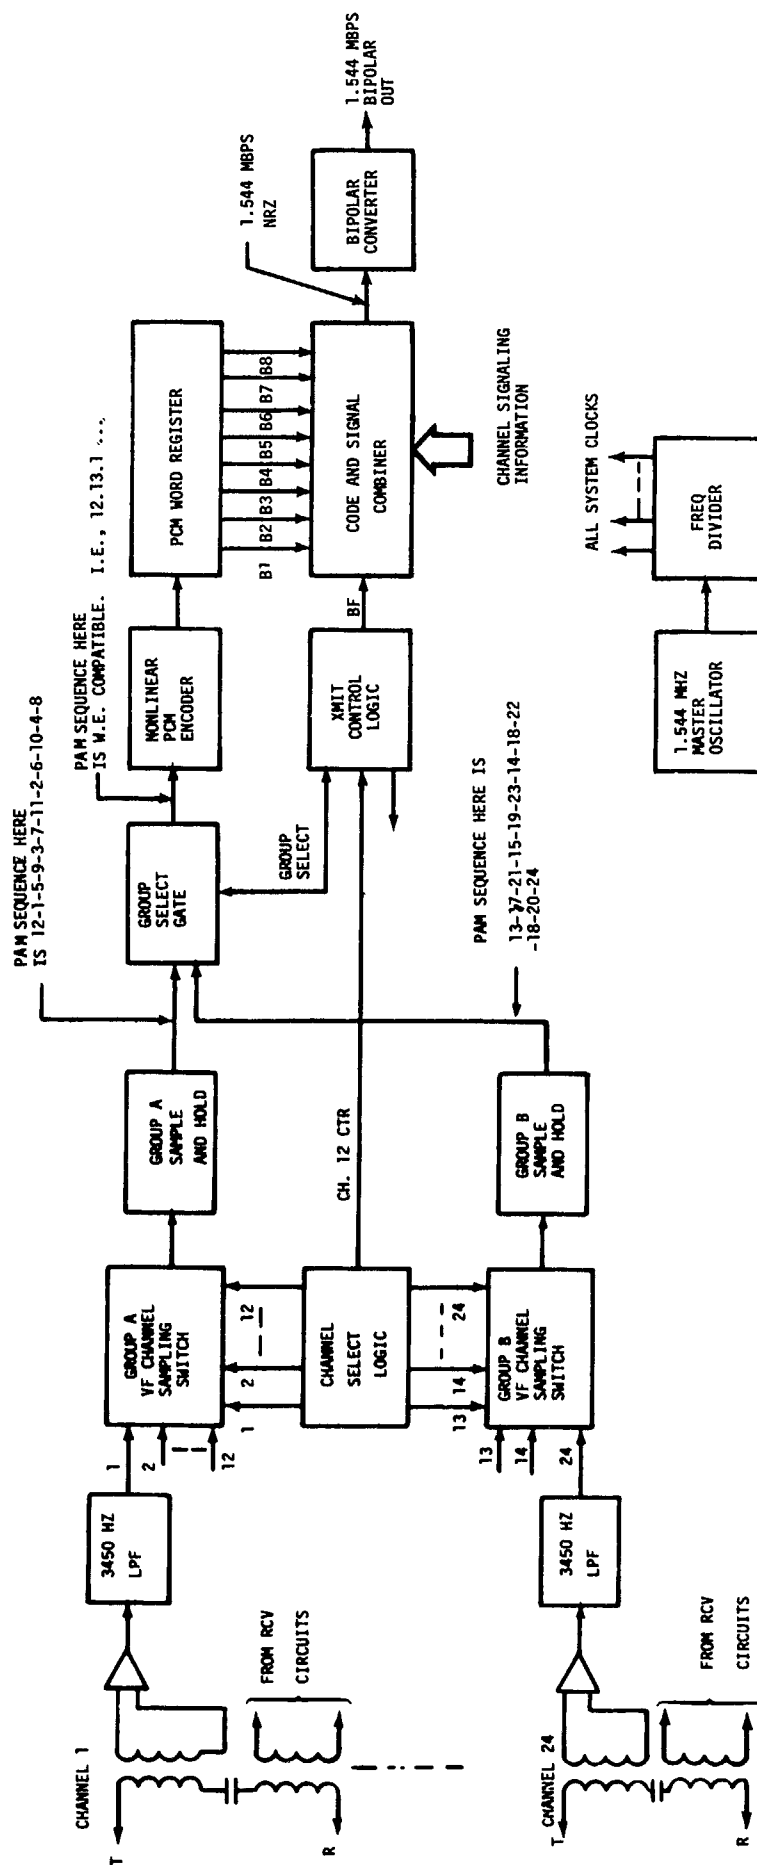 CHANNEL 1
T
R
FROM RCV
CIRCUITS
3450 HZ
LPF
1
2
12
GROUP A
VF CHANNEL
SAMPLING
SWITCH
1
2
12
GROUP A
SAMPLE
AND HOLD
PAM SEQUENCE HERE
IS 12-1-5-9-3-7-11-2-6-10-4-8
GROUP
SELECT
GATE
PAM SEQUENCE HERE
IS W.E. COMPATIBLE. I.E., 12.13.1 ...
NONLINEAR
PCM
ENCODER
PCM WORD REGISTER
B1 B2 B3 B4 B5 B6 B7 B8
CHANNEL
SELECT
LOGIC
CH. 12 CTR
GROUP
SELECT
XMIT
CONTROL
LOGIC
BF
CODE AND SIGNAL
COMBINER
CHANNEL SIGNALING
INFORMATION
1.544 MBPS
NRZ
BIPOLAR
CONVERTER
1.544 MBPS
BIPOLAR
OUT
CHANNEL 24
T
R
FROM RCV
CIRCUITS
3450 HZ
LPF
13
14
24
13
14
24
GROUP B
VF CHANNEL
SAMPLING
SWITCH
GROUP B
SAMPLE
AND HOLD
PAM SEQUENCE HERE IS
13-17-21-15-19-23-14-18-22
-18-20-24
1.544 MHZ
MASTER
OSCILLATOR
FREQ
DIVIDER
ALL SYSTEM CLOCKS